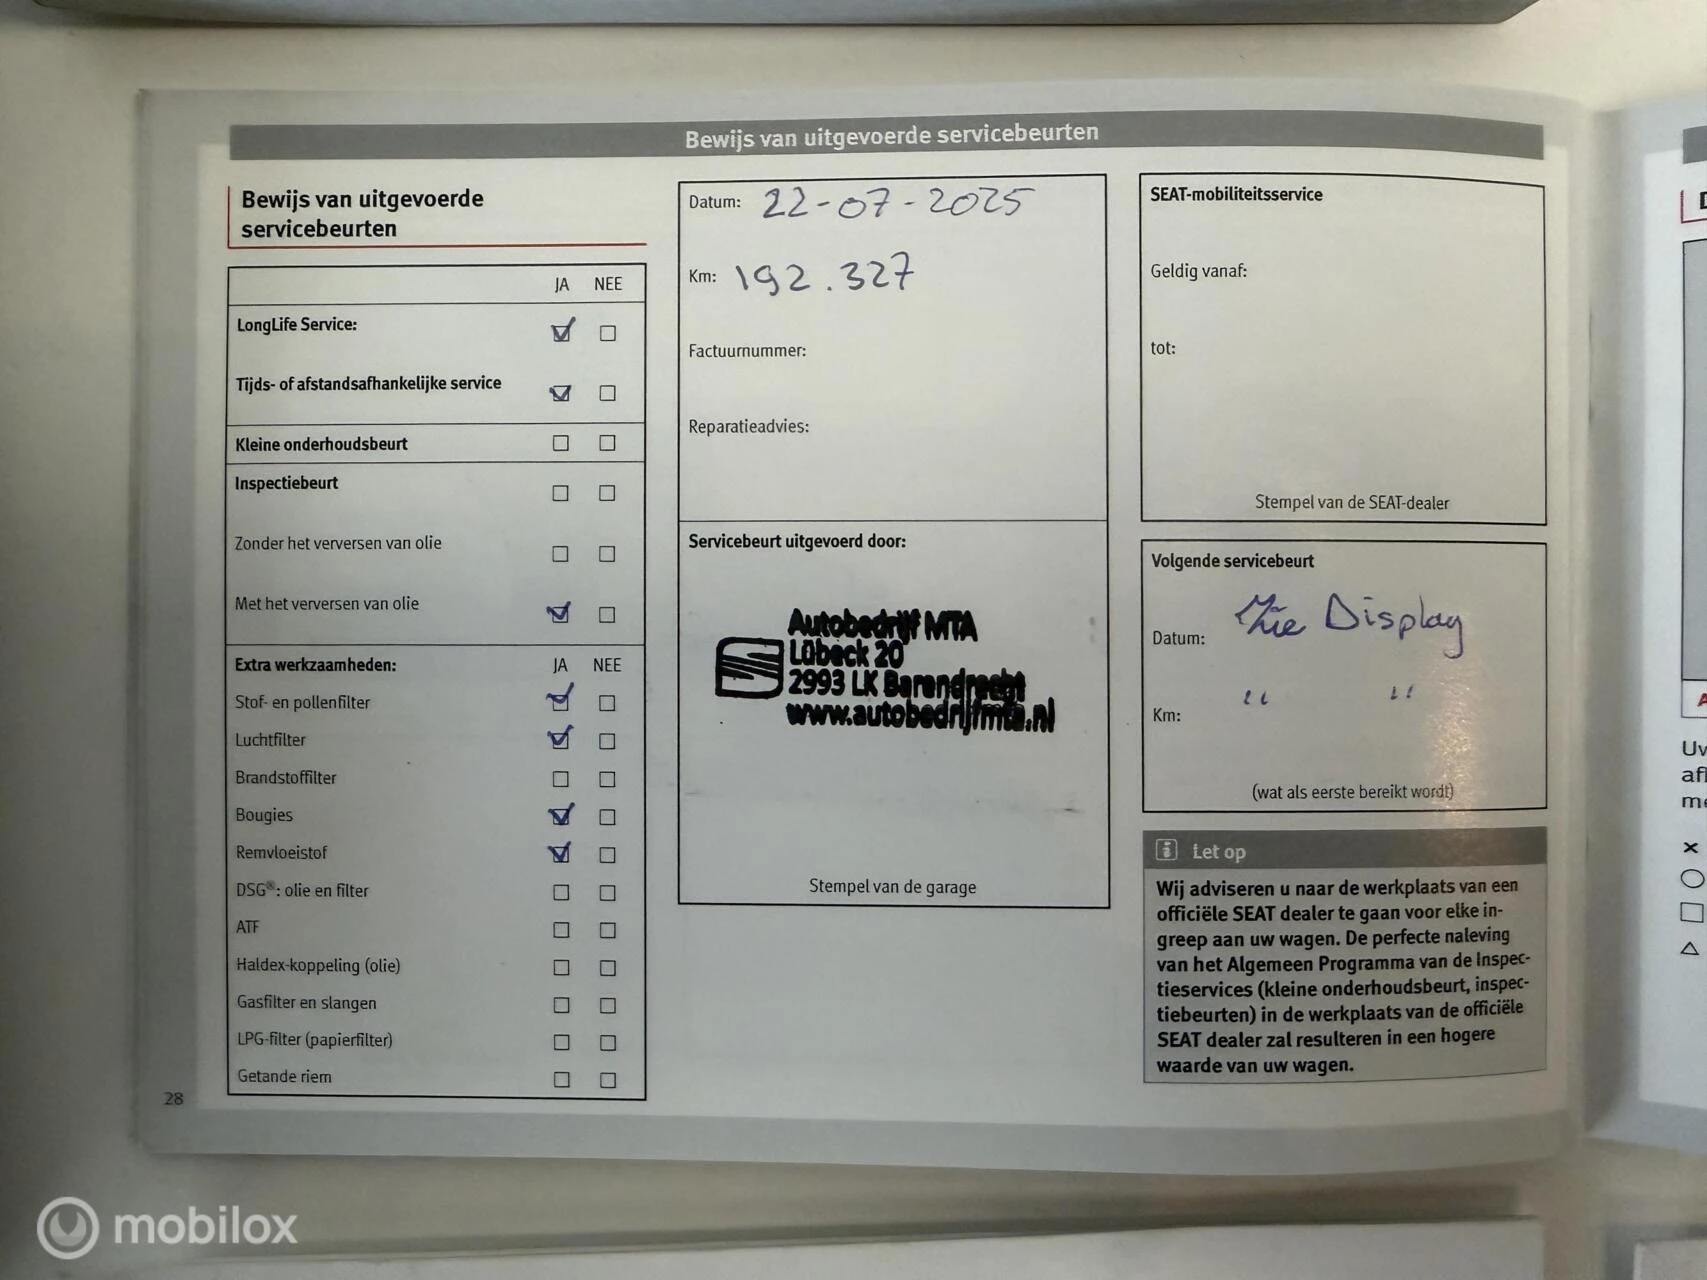 Bewijs van uitgevoerde servicebeurten
Bewijs van uitgevoerde
servicebeurten
JA NEE
LongLife Service:
Tijds- of afstandsafhankelijke service
Kleine onderhoudsbeurt
Inspectiebeurt
Zonder het verversen van olie
Met het verversen van olie
Extra werkzaamheden: JA NEE
Stof- en pollenfilter
Luchtfilter
Brandstoffilter
Bougies
Remvloeistof
DSG®: olie en filter
ATF
Haldex-koppeling (olie)
Gasfilter en slangen
LPG-filter (papierfilter)
Getande riem
28
Datum: 22-07-2025
Km: 192.327
Factuurnummer:
Reparatieadvies:
Servicebeurt uitgevoerd door:
Autobedrijf MTA
Lübeck 20
2993 LK Barendrecht
www.autobedrijfmta.nl
Stempel van de garage
SEAT-mobiliteitsservice
Geldig vanaf:
tot:
Stempel van de SEAT-dealer
Volgende servicebeurt
Datum: Zie Display
Km: " "
(wat als eerste bereikt wordt)
i Let op
Wij adviseren u naar de werkplaats van een
officiële SEAT dealer te gaan voor elke in-
greep aan uw wagen. De perfecte naleving
van het Algemeen Programma van de Inspec-
tieservices (kleine onderhoudsbeurt, inspec-
tiebeurten) in de werkplaats van de officiële
SEAT dealer zal resulteren in een hogere
waarde van uw wagen.
mobilox